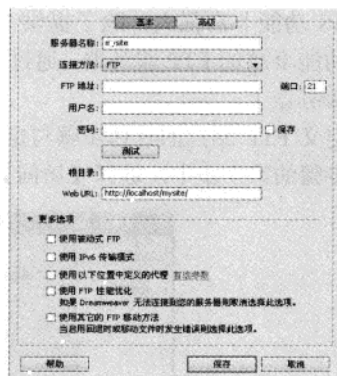 基本 高级
服务器名称:
连接方法: FTP
FTP 地址: 端口: 21
用户名:
密码: 保存
测试
根目录:
Web URL: http://localhost/mysite/
更多选项
使用被动式 FTP
使用 IPv6 传输模式
使用以下位置中定义的代理 首选参数
使用 FTP 性能优化
如果 Dreamweaver 无法连接到您的服务器则取消选择此选项。
使用其它的 FTP 移动方法
当启用回退时或移动文件时发生错误则选择此选项。
帮助 保存 取消